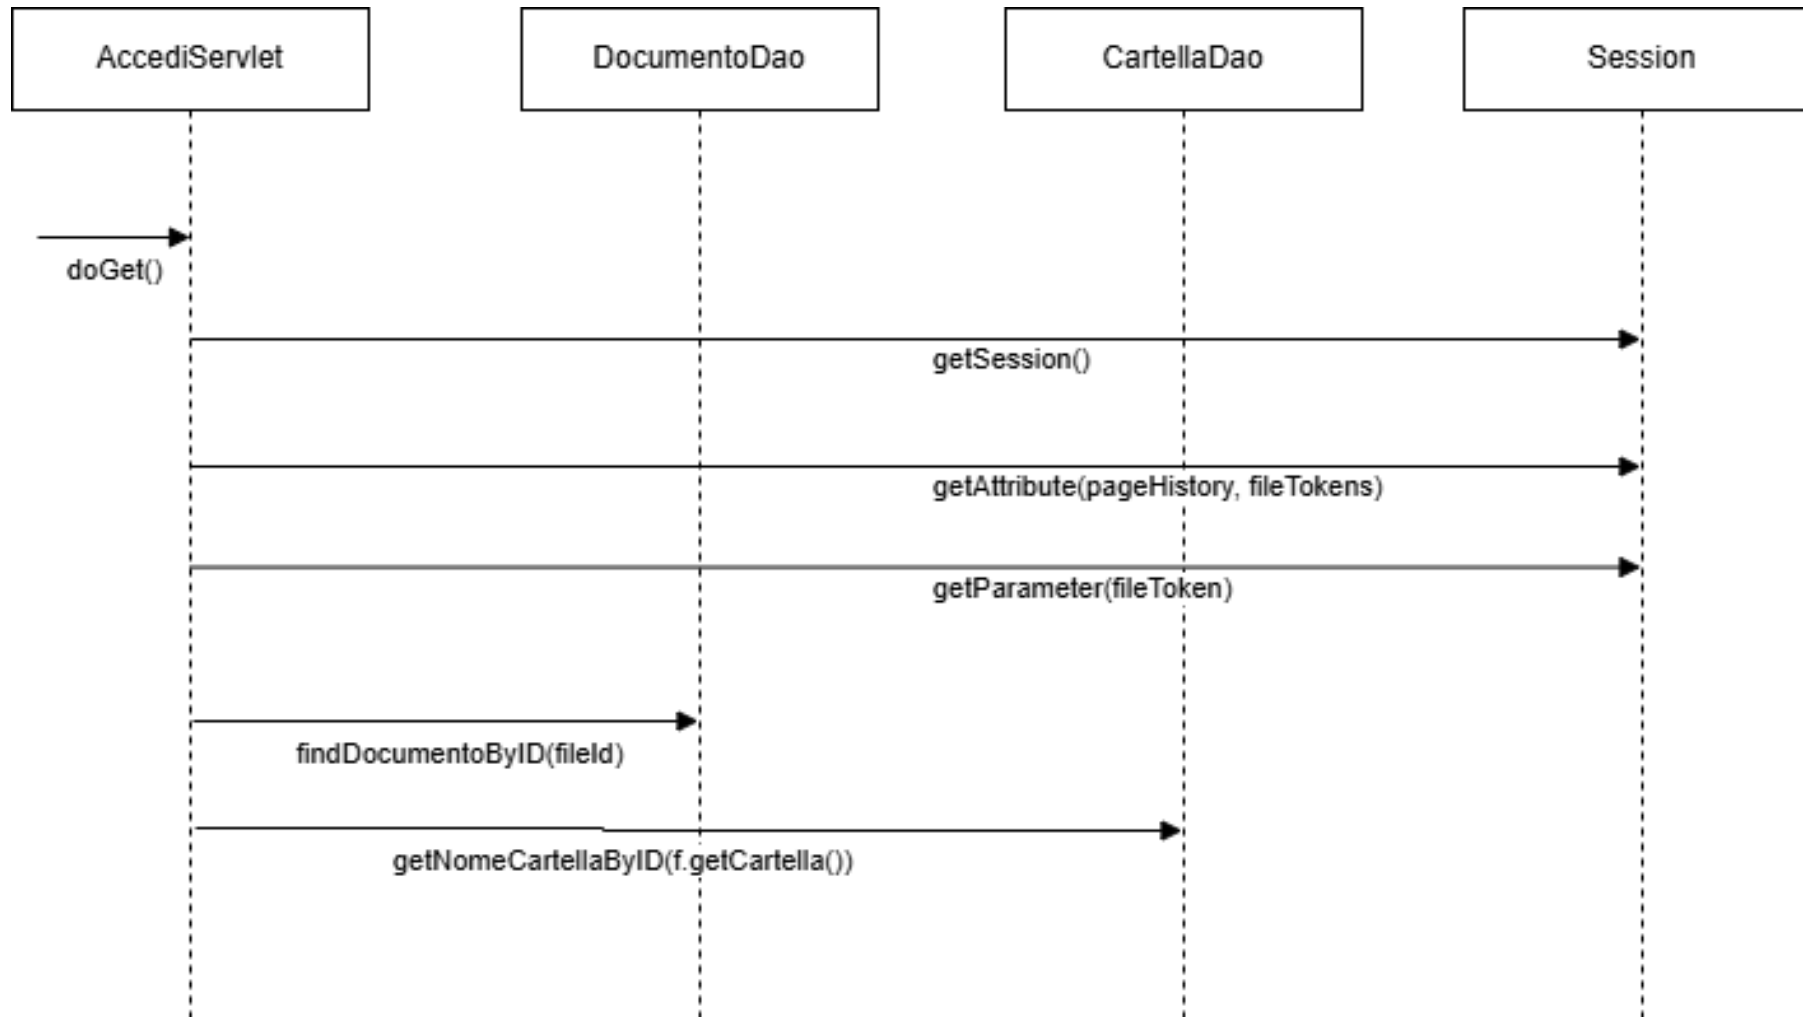 AccediServlet
DocumentoDao
CartellaDao
Session
doGet()
getSession()
getAttribute(pageHistory, fileTokens)
getParameter(fileToken)
findDocumentoByID(fileId)
getNomeCartellaByID(f.getCartella())